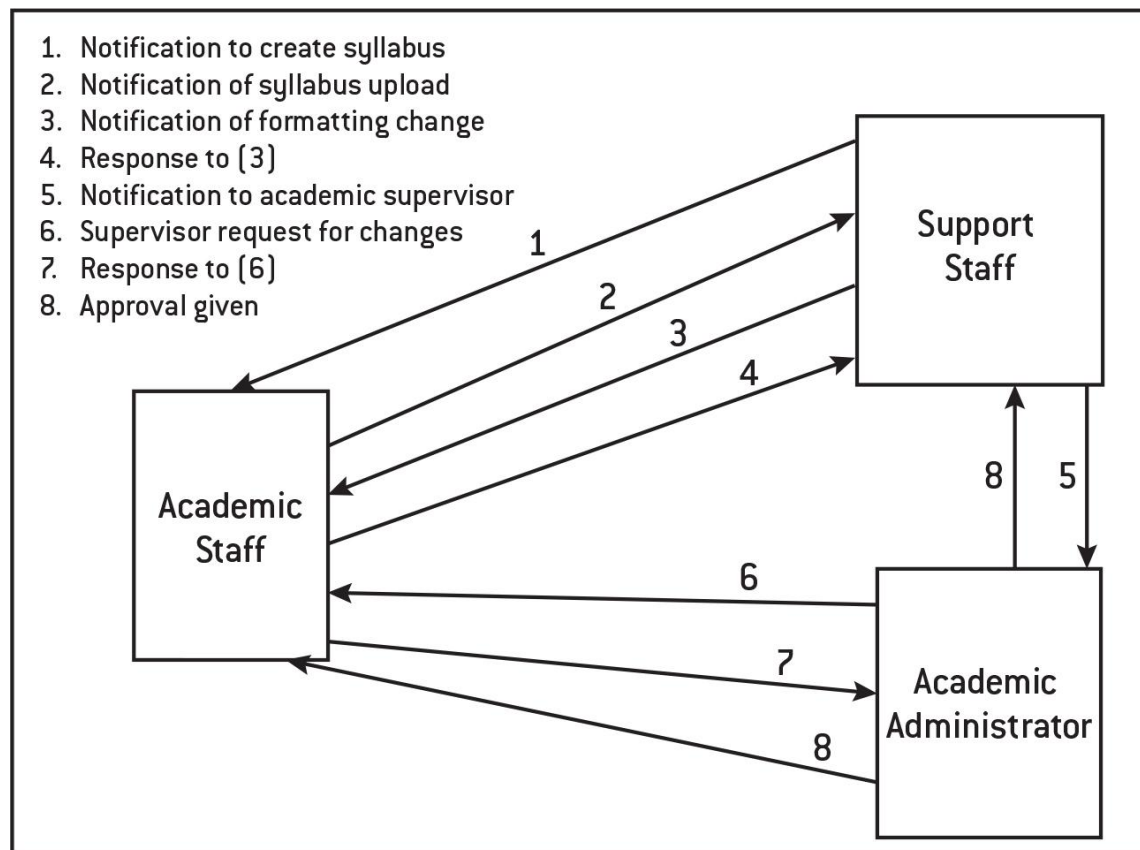 1. Notification to create syllabus
2. Notification of syllabus upload
3. Notification of formatting change
4. Response to (3)
5. Notification to academic supervisor
6. Supervisor request for changes
7. Response to (6)
8. Approval given
Support
Staff
1
2
3
4
Academic
Staff
8
5
6
7
8
Academic
Administrator